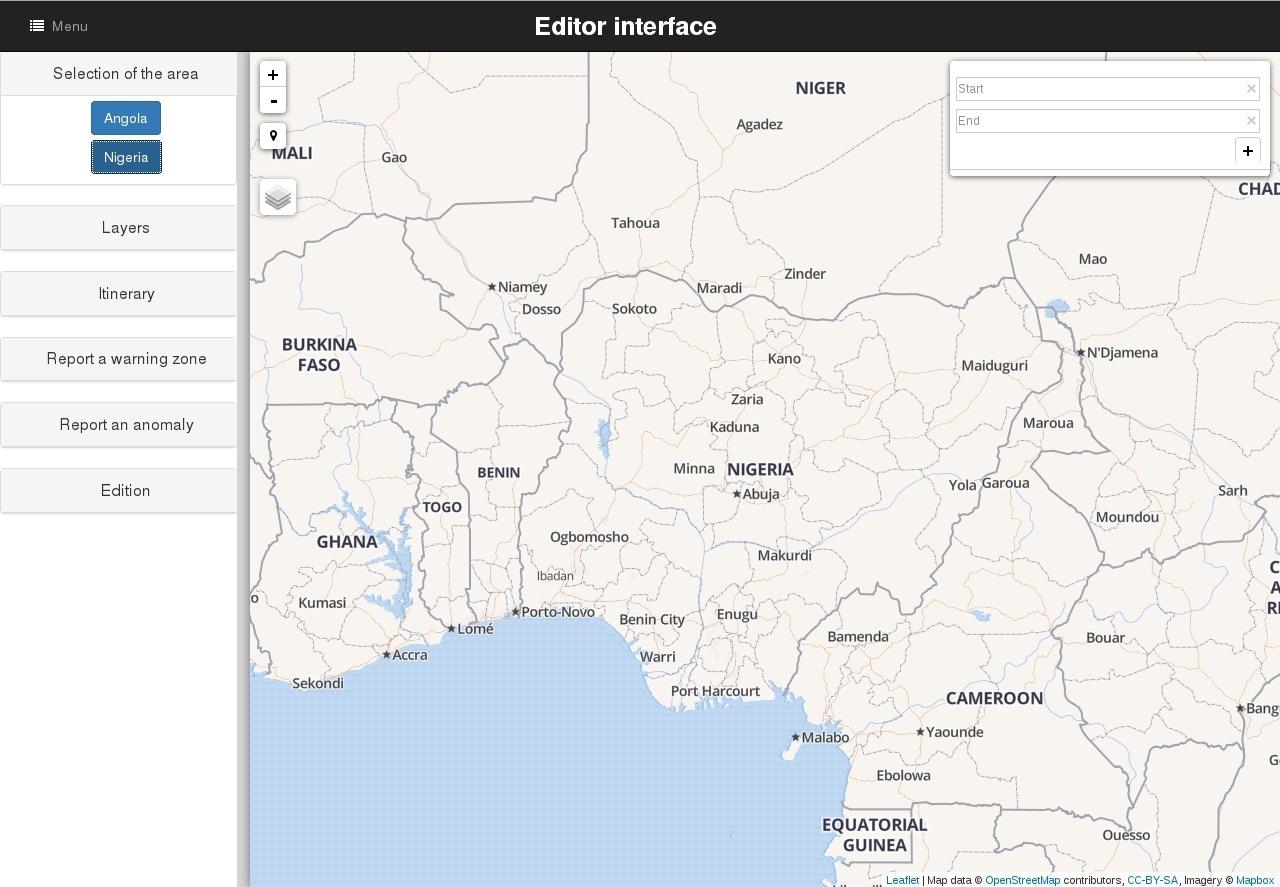 Menu
Editor interface
Selection of the area
Angola
Nigeria
Layers
Itinerary
Report a warning zone
Report an anomaly
Edition
+
-
Start ×
End ×
+
NIGER
Agadez
MALI
Gao
CHAD
Tahoua
Mao
Zinder
Niamey
Maradi
Dosso
Sokoto
BURKINA
FASO
N'Djamena
Kano
Maiduguri
Zaria
Maroua
Kaduna
BENIN
Minna
NIGERIA
Yola
Garoua
Sarh
Abuja
TOGO
Moundou
GHANA
Ogbomosho
Makurdi
Ibadan
Kumasi
Porto-Novo
Benin City
Enugu
Lomé
Bamenda
Bouar
Accra
Warri
Sekondi
Port Harcourt
CAMEROON
Bang
Malabo
Yaounde
Ebolowa
EQUATORIAL
GUINEA
Ouesso
Leaflet | Map data © OpenStreetMap contributors, CC-BY-SA, Imagery © Mapbox